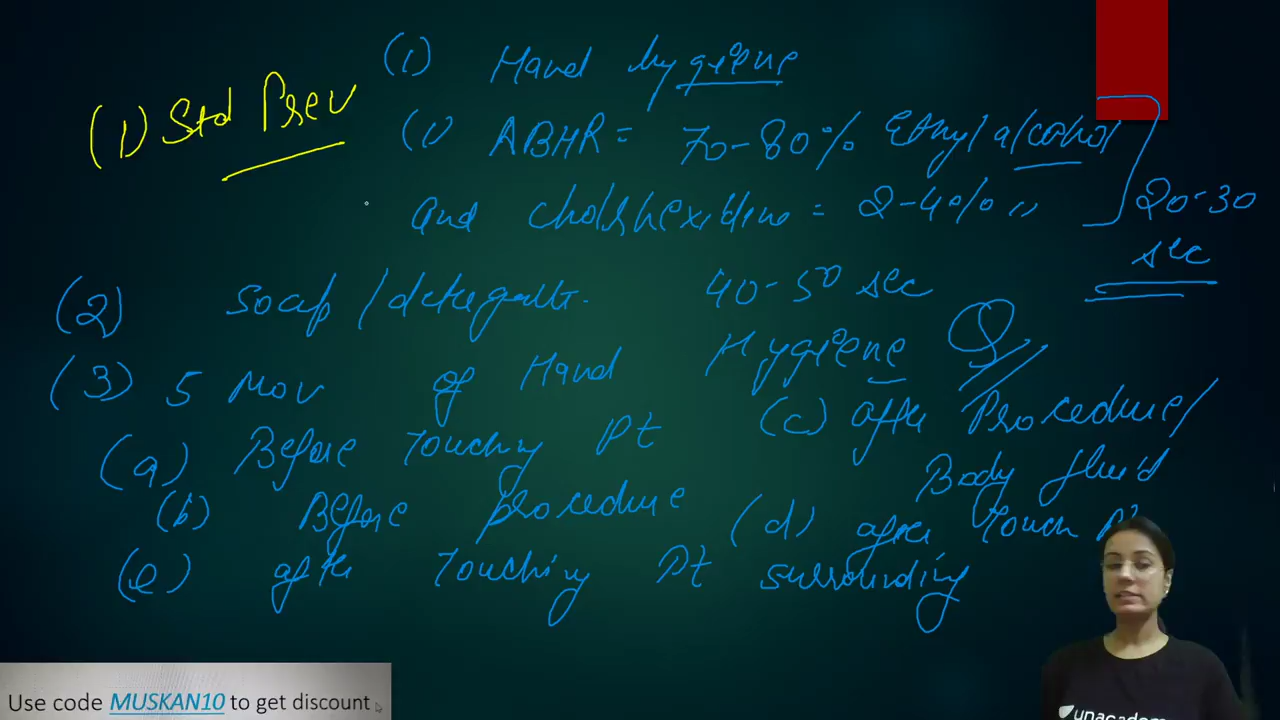 (1) Std Prev
(1) Hand hygiene
(1) ABHR = 70-80% Ethyl alcohol
and cholshexidine = 2-4% ,,
20-30 sec
(2) Soap / 40-50 sec
(3) 5 Mov of Hand Hygiene Q
(a) Before Touching Pt
(b) Before procedure
(c) after Procedure/
Body fluid
(d) after Touch
(e) after Touching Pt surrounding
Use code MUSKAN10 to get discount
unacadem